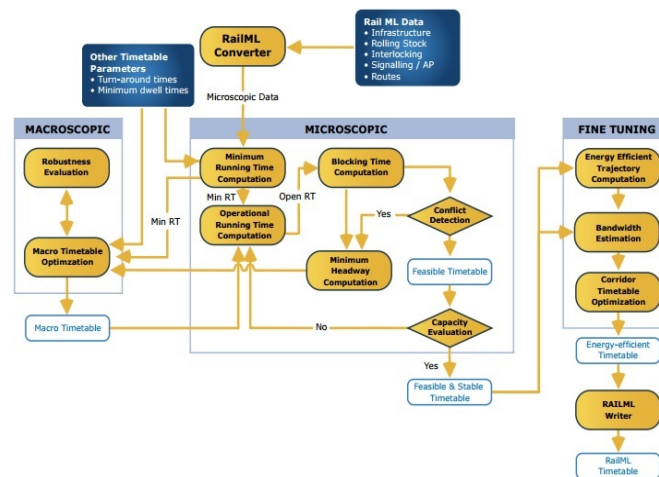 RailML
Converter
Rail ML Data
• Infrastructure
• Rolling Stock
• Interlocking
• Signalling / AP
• Routes
Other Timetable
Parameters
• Turn-around times
• Minimum dwell times
Microscopic Data
MACROSCOPIC
MICROSCOPIC
FINE TUNING
Robustness
Evaluation
Macro Timetable
Optimzation
Macro Timetable
Min RT
Minimum
Running Time
Computation
Min RT
Operational
Running Time
Computation
Open RT
Blocking Time
Computation
Yes
Conflict
Detection
Minimum
Headway
Computation
Feasible Timetable
No
Capacity
Evaluation
Yes
Feasible & Stable
Timetable
Energy Efficient
Trajectory
Computation
Bandwidth
Estimation
Corridor
Timetable
Optimization
Energy-efficient
Timetable
RAILML
Writer
RailML
Timetable